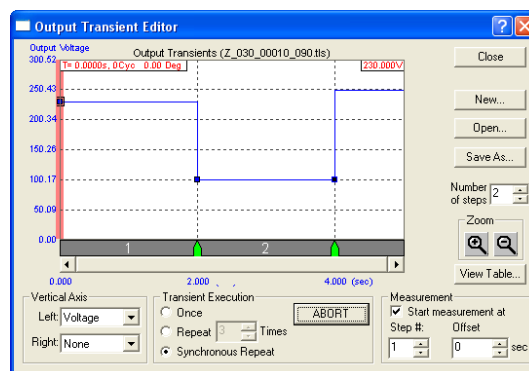 Output Transient Editor
Output Voltage
Output Transients (Z_030_00010_090.tls)
Close
300.52
T= 0.0000s, 0Cyc 0.00 Deg
230.000V
250.43
New...
200.34
Open...
150.26
Save As...
100.17
Number of steps
2
50.09
Zoom
0.00
1
2
View Table...
0.000
2.000
4.000 (sec)
Vertical Axis
Left: Voltage
Right: None
Transient Execution
Once
Repeat 3 Times
Synchronous Repeat
ABORT
Measurement
Start measurement at
Step #:
Offset
1
0 sec